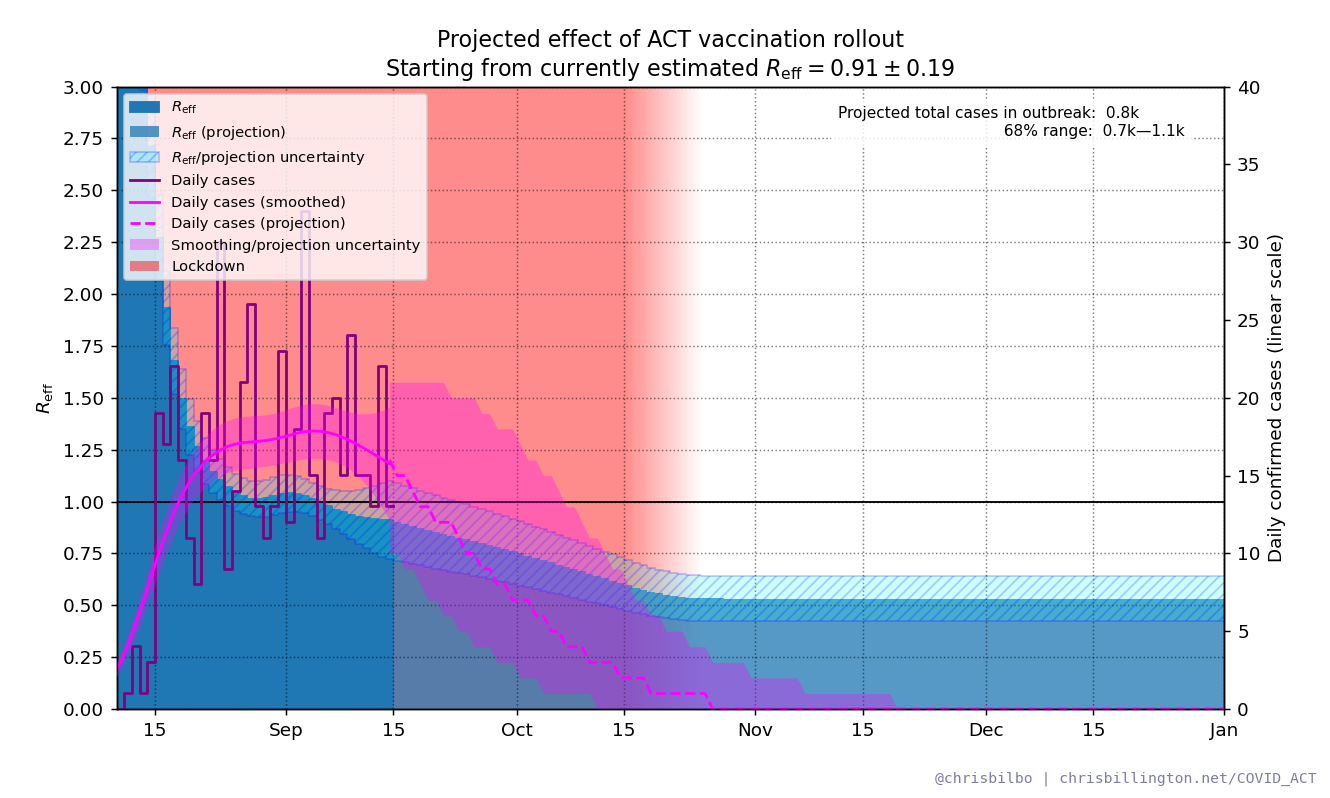 Projected effect of ACT vaccination rollout
Starting from currently estimated R_eff = 0.91 ± 0.19
Projected total cases in outbreak: 0.8k
68% range: 0.7k—1.1k
R_eff
R_eff (projection)
R_eff/projection uncertainty
Daily cases
Daily cases (smoothed)
Daily cases (projection)
Smoothing/projection uncertainty
Lockdown
3.00
2.75
2.50
2.25
2.00
1.75
1.50
1.25
1.00
0.75
0.50
0.25
0.00
R_eff
40
35
30
25
20
15
10
5
0
Daily confirmed cases (linear scale)
15 Sep 15 Oct 15 Nov 15 Dec 15 Jan
@chrisbilbo | chrisbillington.net/COVID_ACT